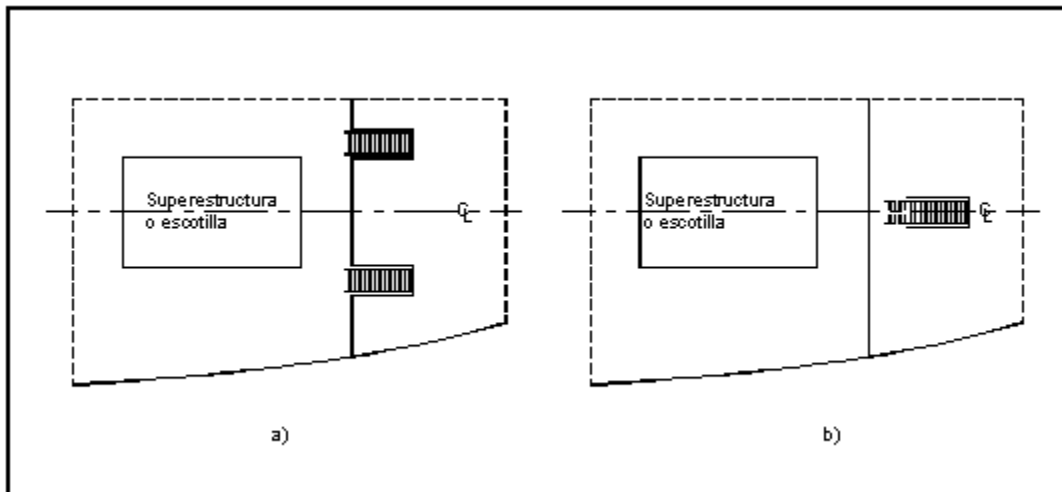 Superestructura
o escotilla
℄
a)
Superestructura
o escotilla
℄
b)